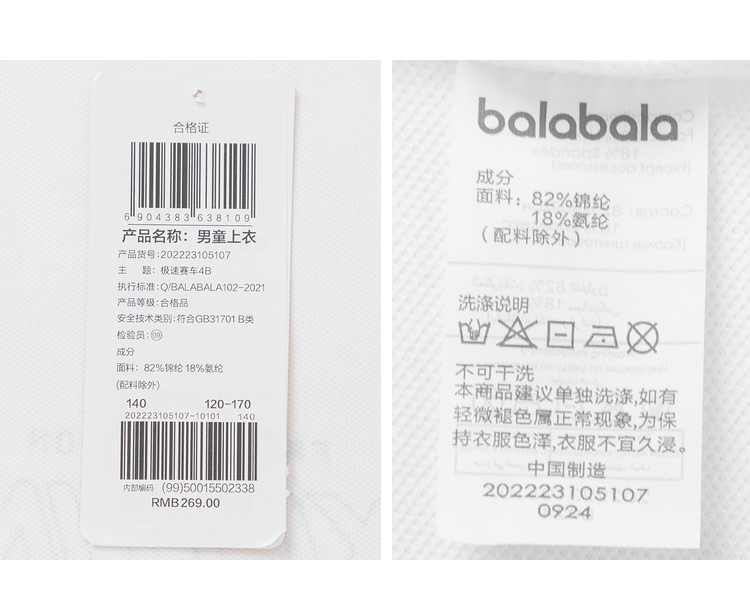 合格证
6 904383 638109
产品名称：男童上衣
产品货号:202223105107
主 题：极速赛车4B
执行标准:Q/BALABALA102-2021
产品等级:合格品
安全技术类别:符合GB31701 B类
检验员:09
成分
面料：82%锦纶 18%氨纶
(配料除外)
140 120-170
202223105107-10101 140
内部编码 (99)50015502338
RMB269.00
balabala
成分
面料：82%锦纶
18%氨纶
（配料除外）
洗涤说明
不可干洗
本商品建议单独洗涤,如有
轻微褪色属正常现象,为保
持衣服色泽,衣服不宜久浸。
中国制造
202223105107
0924